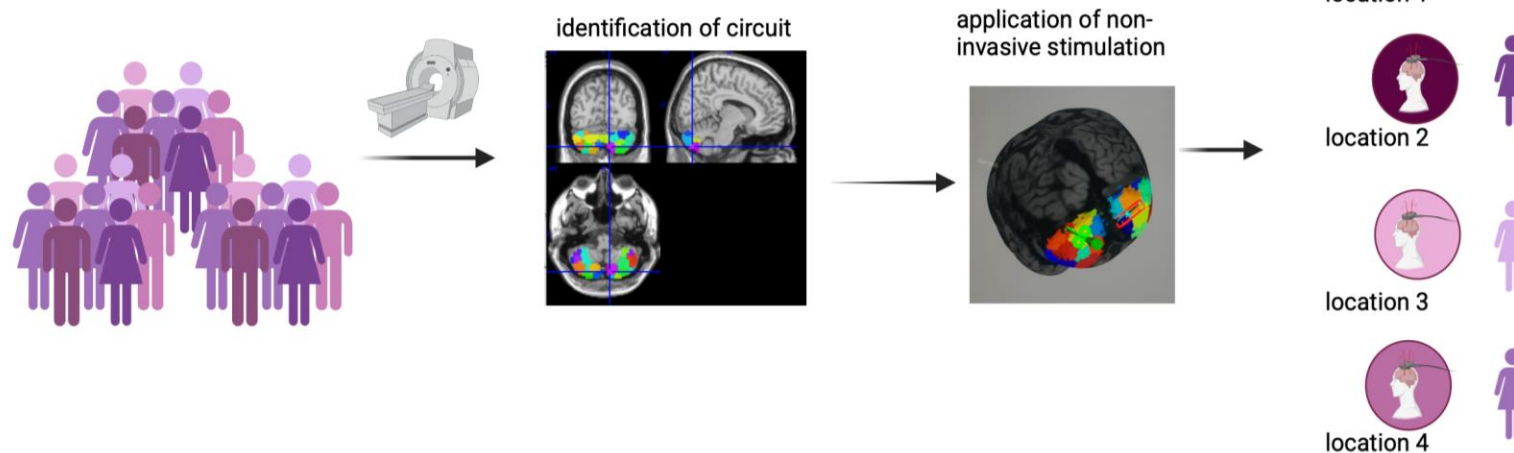 identification of circuit
application of non-
invasive stimulation
location 2
location 3
location 4